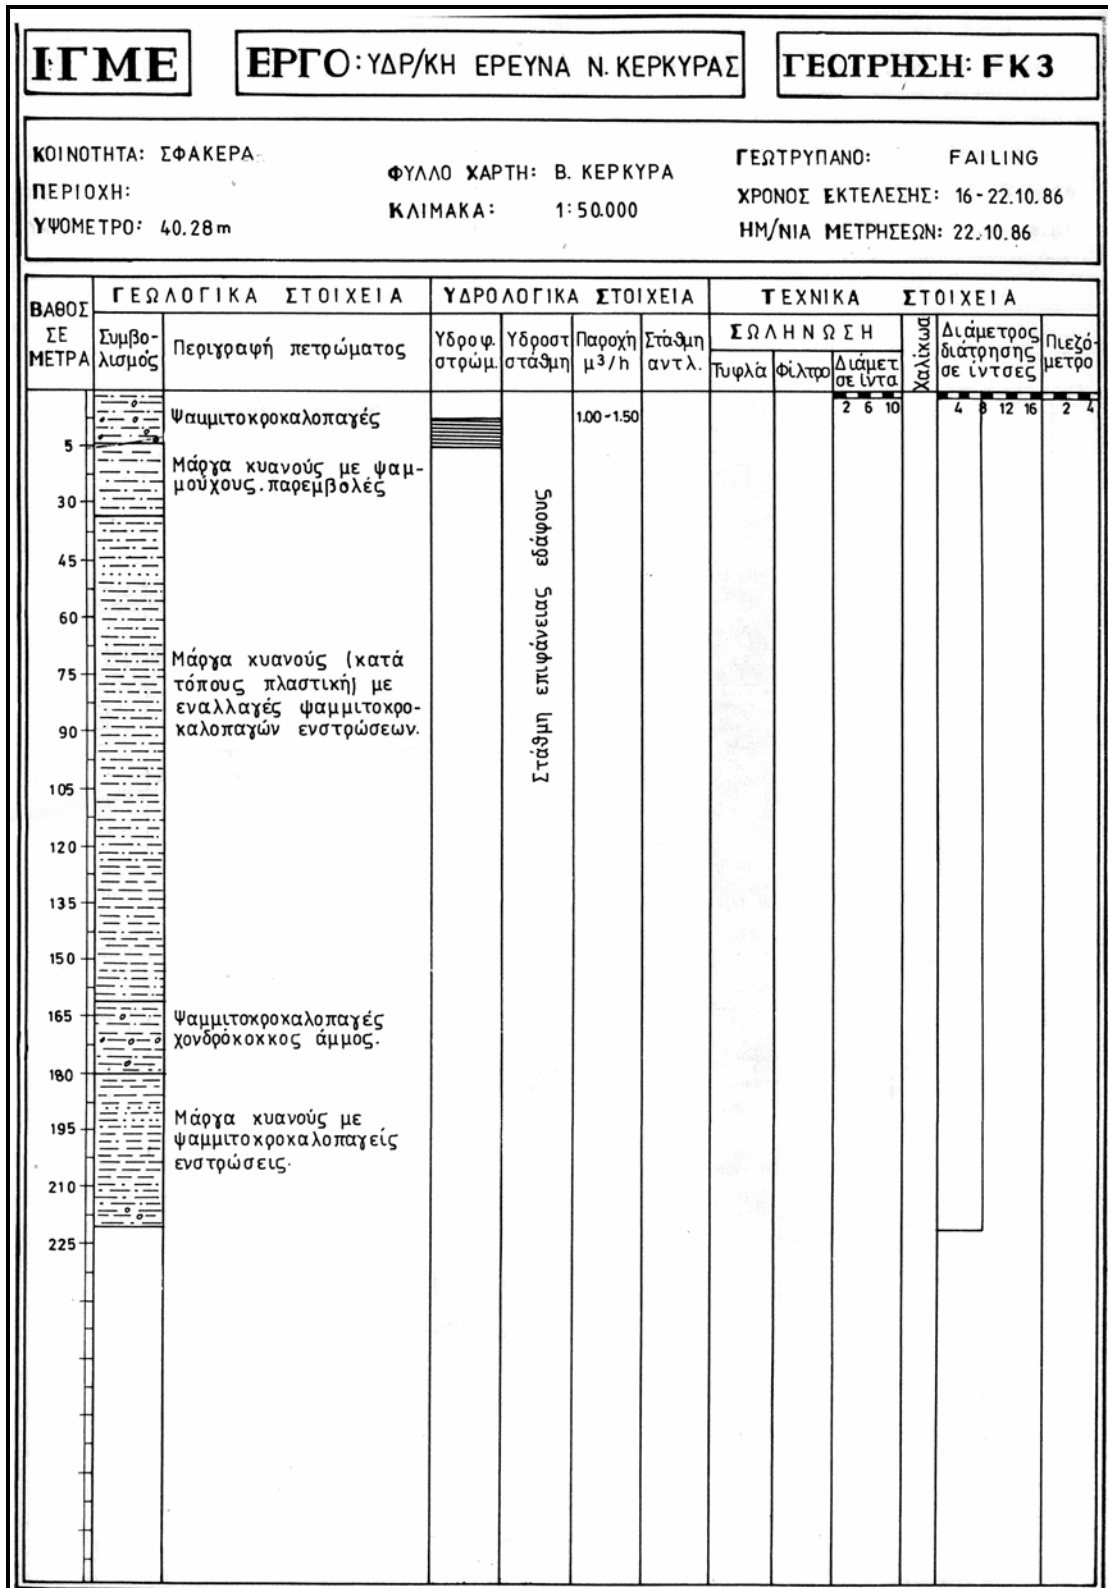 ΙΓΜΕ
ΕΡΓΟ: ΥΔΡ/ΚΗ ΕΡΕΥΝΑ Ν. ΚΕΡΚΥΡΑΣ
ΓΕΩΤΡΗΣΗ: FK3
ΚΟΙΝΟΤΗΤΑ: ΣΦΑΚΕΡΑ
ΠΕΡΙΟΧΗ:
ΥΨΟΜΕΤΡΟ: 40.28m
ΦΥΛΛΟ ΧΑΡΤΗ: Β. ΚΕΡΚΥΡΑ
ΚΛΙΜΑΚΑ: 1:50.000
ΓΕΩΤΡΥΠΑΝΟ: FAILING
ΧΡΟΝΟΣ ΕΚΤΕΛΕΣΗΣ: 16-22.10.86
ΗΜ/ΝΙΑ ΜΕΤΡΗΣΕΩΝ: 22.10.86
ΒΑΘΟΣ
ΣΕ
ΜΕΤΡΑ
ΓΕΩΛΟΓΙΚΑ ΣΤΟΙΧΕΙΑ
ΥΔΡΟΛΟΓΙΚΑ ΣΤΟΙΧΕΙΑ
ΤΕΧΝΙΚΑ ΣΤΟΙΧΕΙΑ
Συμβο-
λισμός
Περιγραφή πετρώματος
Υδροφ.
στρώμ.
Υδροστ
στάθμη
Παροχή
μ³/h
Στάθμη
αντλ.
ΣΩΛΗΝΩΣΗ
Τυφλά
Φίλτρο
Διάμετ
σε ίντσ
Χαλίκωα
Διάμετρος
διάτρησης
σε ίντσες
Πιεζό-
μετρο
2 6 10
4 8 12 16
2 4
Ψαμμιτοκροκαλοπαγές
1.00-1.50
5
Μάργα κυανούς με ψαμ-
μούχους παρεμβολές
30
45
60
75
Μάργα κυανούς (κατά
τόπους πλαστική) με
εναλλαγές ψαμμιτοκρο-
καλοπαγών ενστρώσεων.
Στάθμη επιφάνειας εδάφους
90
105
120
135
150
165
Ψαμμιτοκροκαλοπαγές
χονδρόκοκκος άμμος.
180
195
Μάργα κυανούς με
ψαμμιτοκροκαλοπαγείς
ενστρώσεις.
210
225